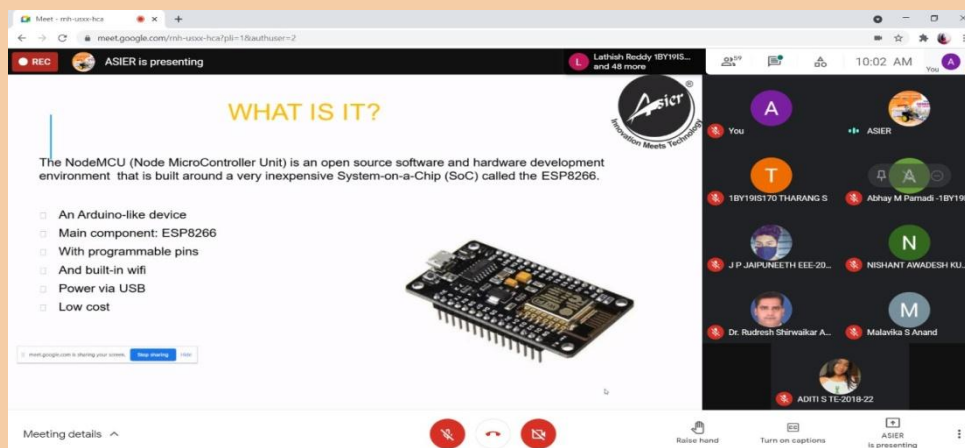 Meet - mh-usxx-hca
meet.google.com/mh-usxx-hca?pli=1&authuser=2
REC
ASIER is presenting
L
Lathish Reddy 1BY19IS...
and 48 more
59
10:02 AM
You
A
WHAT IS IT?
Asier
®
Innovation Meets Technology
The NodeMCU (Node MicroController Unit) is an open source software and hardware development
environment that is built around a very inexpensive System-on-a-Chip (SoC) called the ESP8266.
An Arduino-like device
Main component: ESP8266
With programmable pins
And built-in wifi
Power via USB
Low cost
meet.google.com is sharing your screen.
Stop sharing
Hide
A
You
ASIER
T
1BY19IS170 THARANG S
A
Abhay M Pamadi -1BY19I
J P JAIPUNEETH EEE-20...
N
NISHANT AWADESH KU...
Dr. Rudresh Shirwaikar A...
M
Malavika S Anand
ADITI S TE-2018-22
Meeting details
Raise hand
Turn on captions
ASIER
is presenting